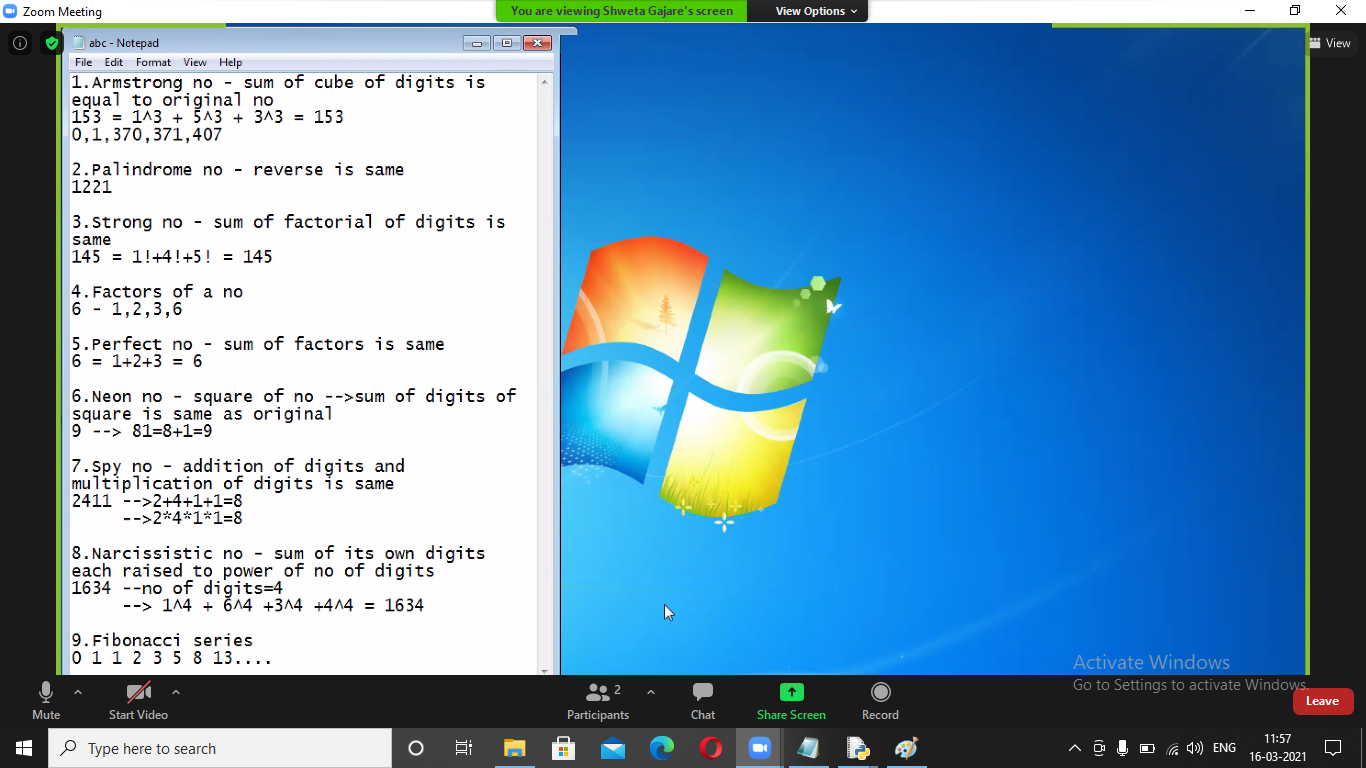 Zoom Meeting
You are viewing Shweta Gajare's screen
View Options
View
abc - Notepad
File Edit Format View Help
1.Armstrong no - sum of cube of digits is
equal to original no
153 = 1^3 + 5^3 + 3^3 = 153
0,1,370,371,407
2.Palindrome no - reverse is same
1221
3.Strong no - sum of factorial of digits is
same
145 = 1!+4!+5! = 145
4.Factors of a no
6 - 1,2,3,6
5.Perfect no - sum of factors is same
6 = 1+2+3 = 6
6.Neon no - square of no -->sum of digits of
square is same as original
9 --> 81=8+1=9
7.Spy no - addition of digits and
multiplication of digits is same
2411 -->2+4+1+1=8
-->2*4*1*1=8
8.Narcissistic no - sum of its own digits
each raised to power of no of digits
1634 --no of digits=4
--> 1^4 + 6^4 +3^4 +4^4 = 1634
9.Fibonacci series
0 1 1 2 3 5 8 13....
Activate Windows
Go to Settings to activate Windows.
Mute
Start Video
2
Participants
Chat
Share Screen
Record
Leave
Type here to search
ENG
11:57
16-03-2021